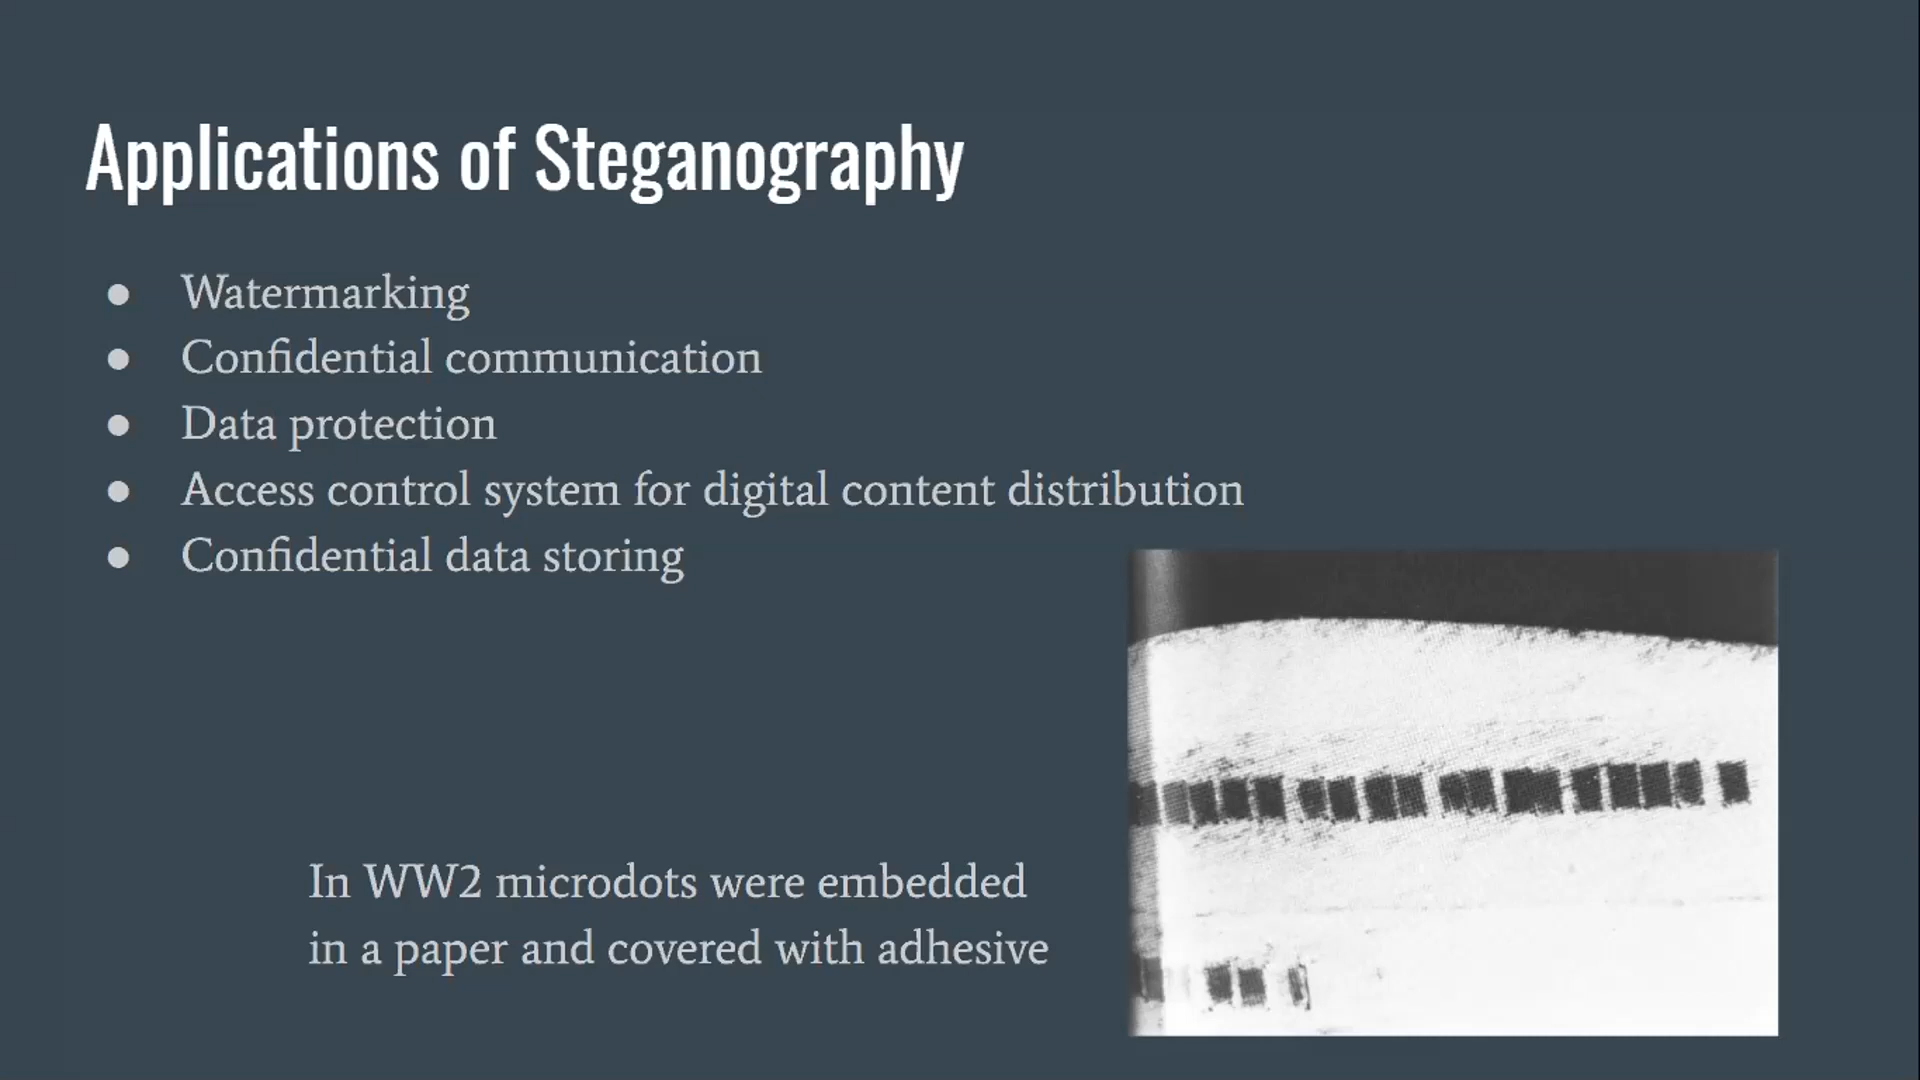 Applications of Steganography
● Watermarking
● Confidential communication
● Data protection
● Access control system for digital content distribution
● Confidential data storing
In WW2 microdots were embedded
in a paper and covered with adhesive